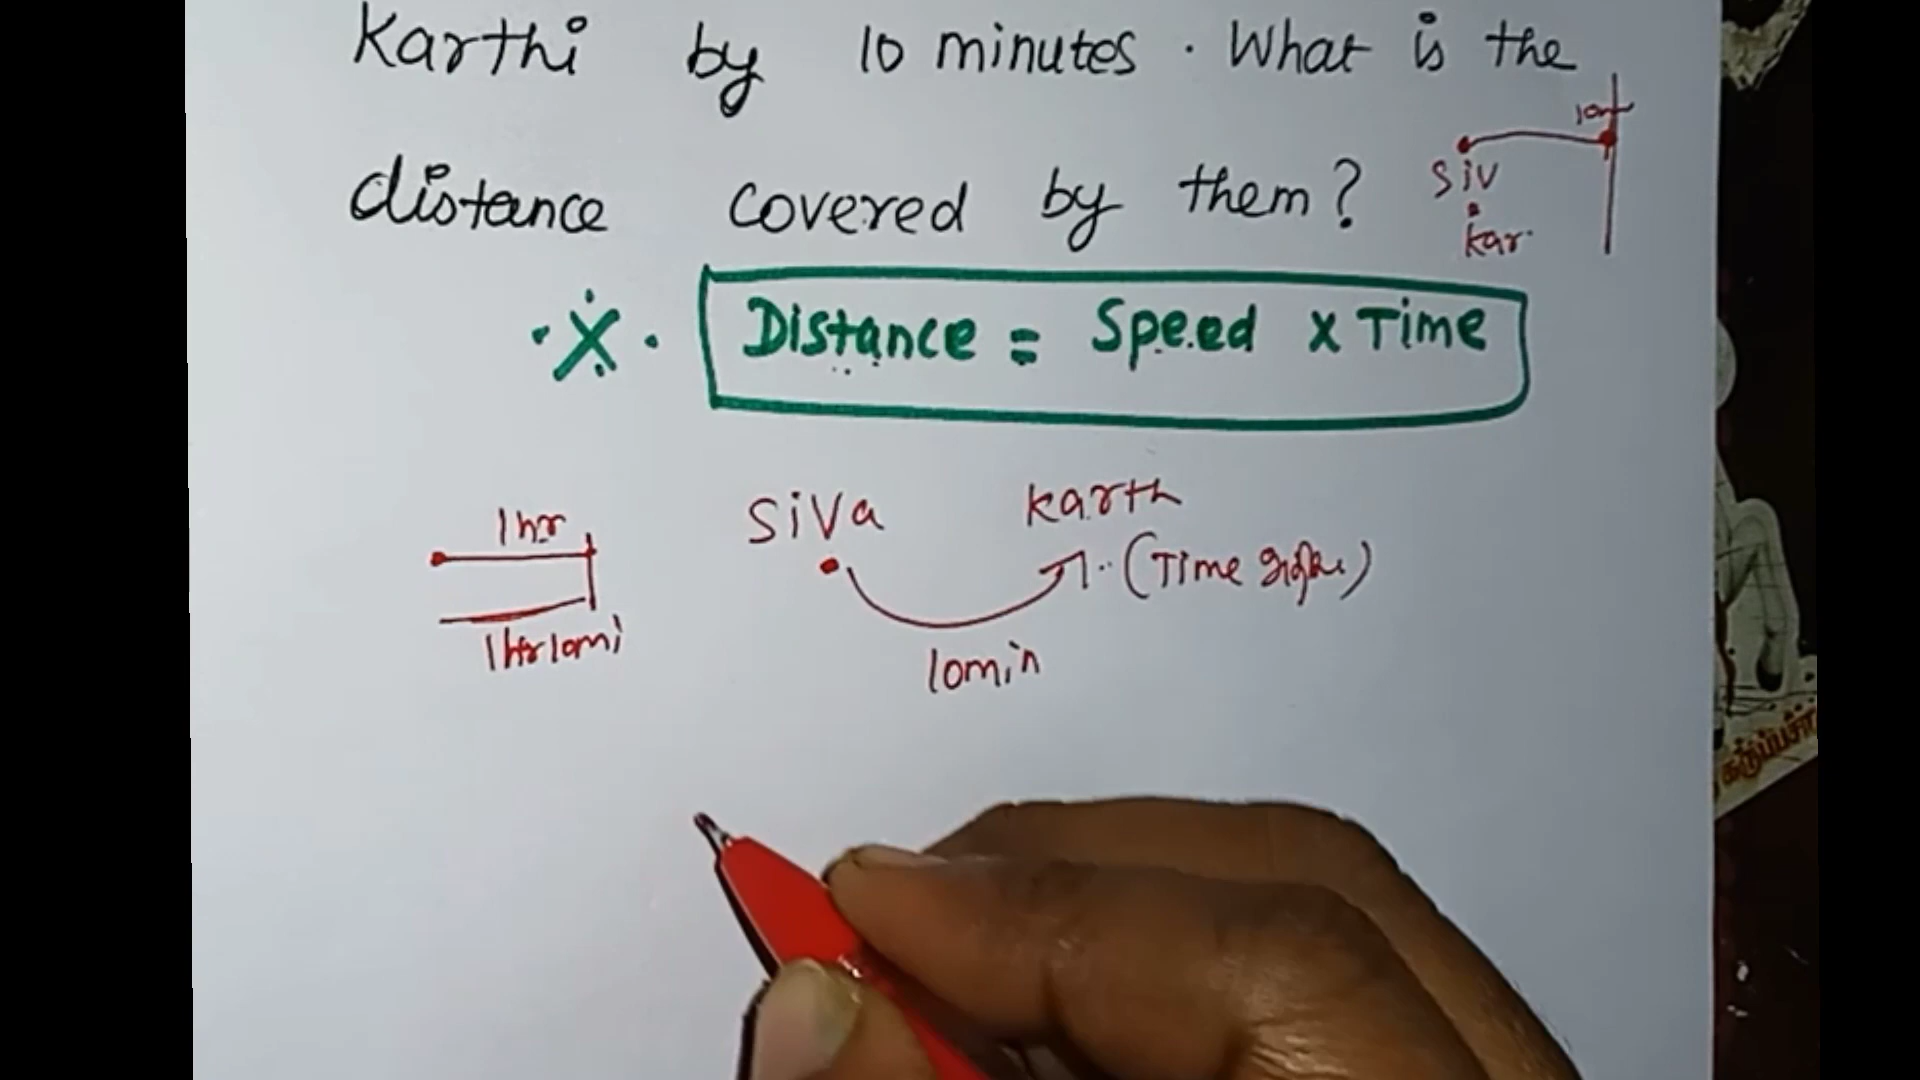 Karthi by 10 minutes. What is the
distance covered by them?
Siv
Kar.
Distance = Speed x Time
1hr
1hr 10mi
Siva
Karth
(Time
10min